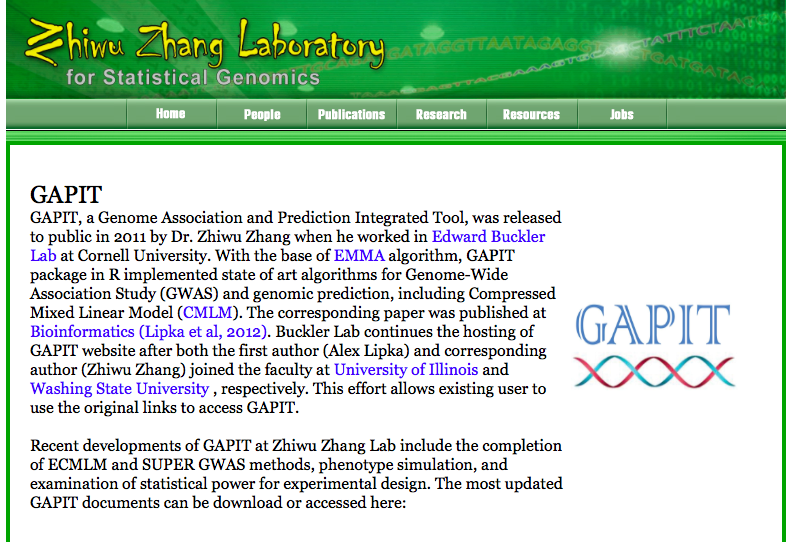 Zhiwu Zhang Laboratory
for Statistical Genomics
Home People Publications Research Resources Jobs
GAPIT
GAPIT, a Genome Association and Prediction Integrated Tool, was released
to public in 2011 by Dr. Zhiwu Zhang when he worked in Edward Buckler
Lab at Cornell University. With the base of EMMA algorithm, GAPIT
package in R implemented state of art algorithms for Genome-Wide
Association Study (GWAS) and genomic prediction, including Compressed
Mixed Linear Model (CMLM). The corresponding paper was published at
Bioinformatics (Lipka et al, 2012). Buckler Lab continues the hosting of
GAPIT website after both the first author (Alex Lipka) and corresponding
author (Zhiwu Zhang) joined the faculty at University of Illinois and
Washing State University , respectively. This effort allows existing user to
use the original links to access GAPIT.
GAPIT
Recent developments of GAPIT at Zhiwu Zhang Lab include the completion
of ECMLM and SUPER GWAS methods, phenotype simulation, and
examination of statistical power for experimental design. The most updated
GAPIT documents can be download or accessed here: